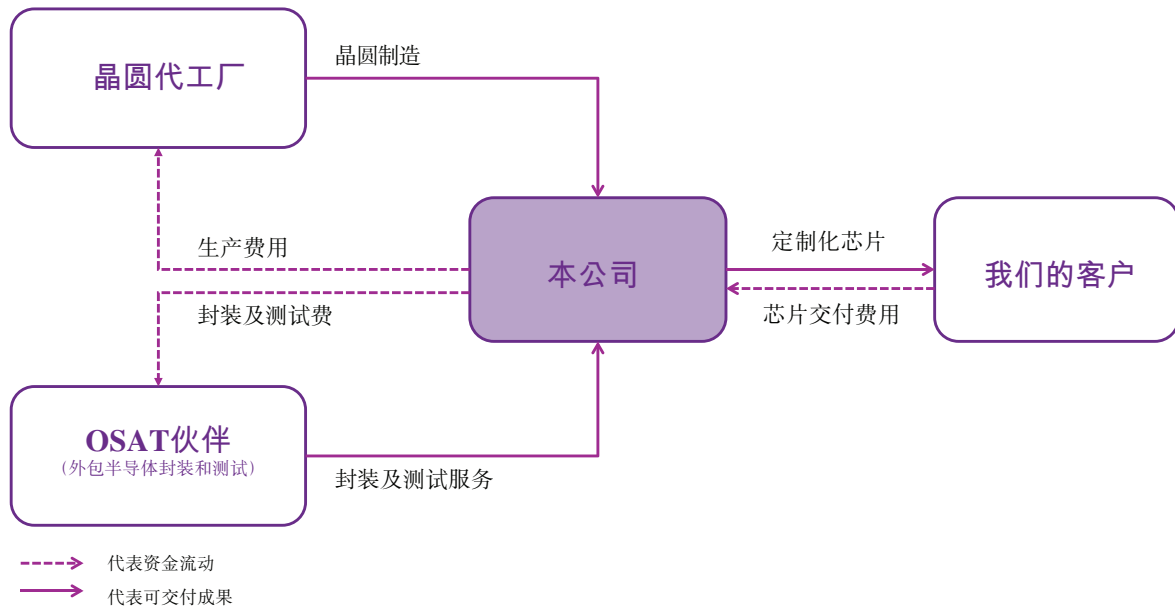 晶圆代工厂
晶圆制造
生产费用
本公司
定制化芯片
我们的客户
芯片交付费用
封装及测试费
OSAT伙伴
(外包半导体封装和测试)
封装及测试服务
代表资金流动
代表可交付成果